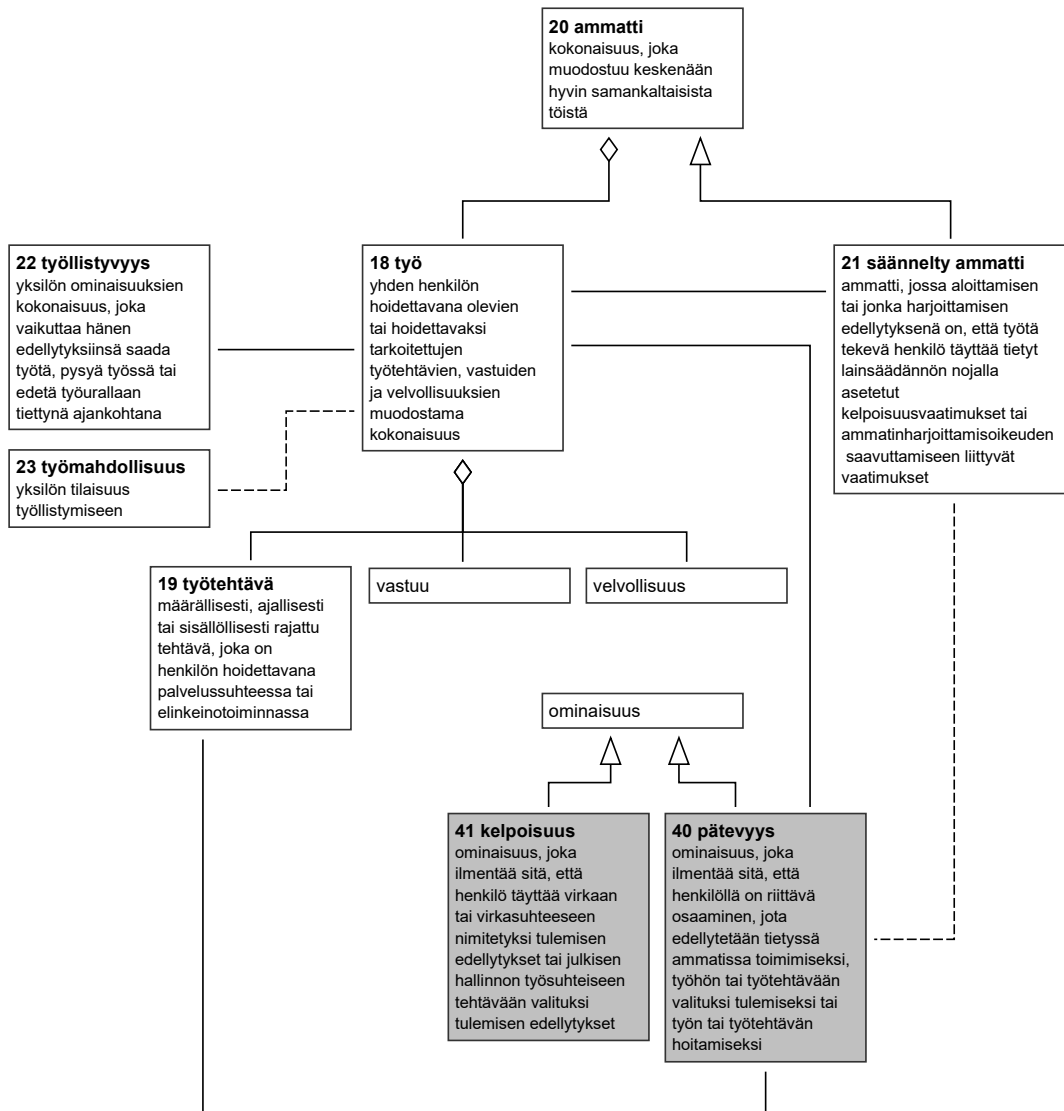 20 ammatti
kokonaisuus, joka
muodostuu keskenään
hyvin samankaltaisista
töistä
22 työllistyvyys
yksilön ominaisuuksien
kokonaisuus, joka
vaikuttaa hänen
edellytyksiinsä saada
työtä, pysyä työssä tai
edetä työurallaan
tiettynä ajankohtana
18 työ
yhden henkilön
hoidettavana olevien
tai hoidettavaksi
tarkoitettujen
työtehtävien, vastuiden
ja velvollisuuksien
muodostama
kokonaisuus
21 säännelty ammatti
ammatti, jossa aloittamisen
tai jonka harjoittamisen
edellytyksenä on, että työtä
tekevä henkilö täyttää tietyt
lainsäädännön nojalla
asetetut
kelpoisuusvaatimukset tai
ammatinharjoittamisoikeuden
saavuttamiseen liittyvät
vaatimukset
23 työmahdollisuus
yksilön tilaisuus
työllistymiseen
19 työtehtävä
määrällisesti, ajallisesti
tai sisällöllisesti rajattu
tehtävä, joka on
henkilön hoidettavana
palvelussuhteessa tai
elinkeinotoiminnassa
vastuu
velvollisuus
ominaisuus
41 kelpoisuus
ominaisuus, joka
ilmentää sitä, että
henkilö täyttää virkaan
tai virkasuhteeseen
nimitetyksi tulemisen
edellytykset tai julkisen
hallinnon työsuhteiseen
tehtävään valituksi
tulemisen edellytykset
40 pätevyys
ominaisuus, joka
ilmentää sitä, että
henkilöllä on riittävä
osaaminen, jota
edellytetään tietyssä
ammatissa toimimiseksi,
työhön tai työtehtävään
valituksi tulemiseksi tai
työn tai työtehtävän
hoitamiseksi